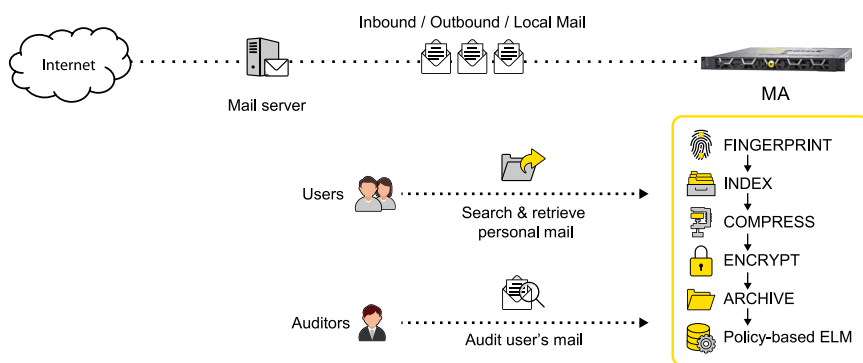 Inbound / Outbound / Local Mail
Internet
Mail server
MA
FINGERPRINT
INDEX
COMPRESS
ENCRYPT
ARCHIVE
Policy-based ELM
Users
Search & retrieve
personal mail
Auditors
Audit user's mail